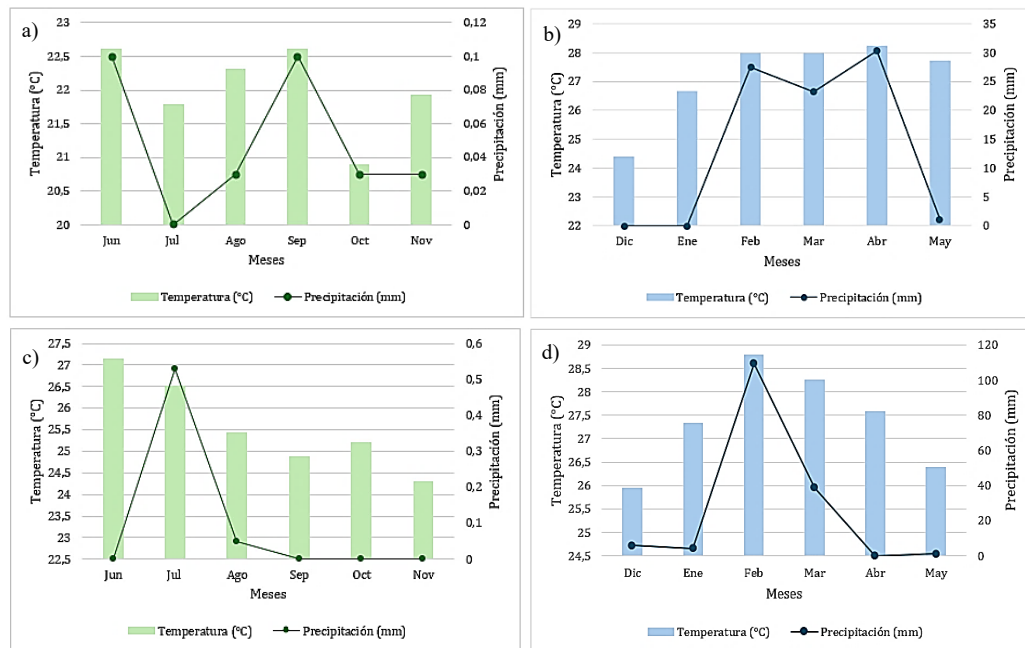 a)
23
22,5
22
21,5
21
20,5
20
Temperatura (°C)
0,12
0,1
0,08
0,06
0,04
0,02
0
Precipitación (mm)
Jun Jul Ago Sep Oct Nov
Meses
Temperatura (°C) Precipitación (mm)
b)
29
28
27
26
25
24
23
22
Temperatura (°C)
35
30
25
20
15
10
5
0
Precipitación (mm)
Dic Ene Feb Mar Abr May
Meses
Temperatura (°C) Precipitación (mm)
c)
27,5
27
26,5
26
25,5
25
24,5
24
23,5
23
22,5
Temperatura (°C)
0,6
0,5
0,4
0,3
0,2
0,1
0
Precipitación (mm)
Jun Jul Ago Sep Oct Nov
Meses
Temperatura (°C) Precipitación (mm)
d)
29
28,5
28
27,5
27
26,5
26
25,5
25
24,5
Temperatura (°C)
120
100
80
60
40
20
0
Precipitación (mm)
Dic Ene Feb Mar Abr May
Meses
Temperatura (°C) Precipitación (mm)